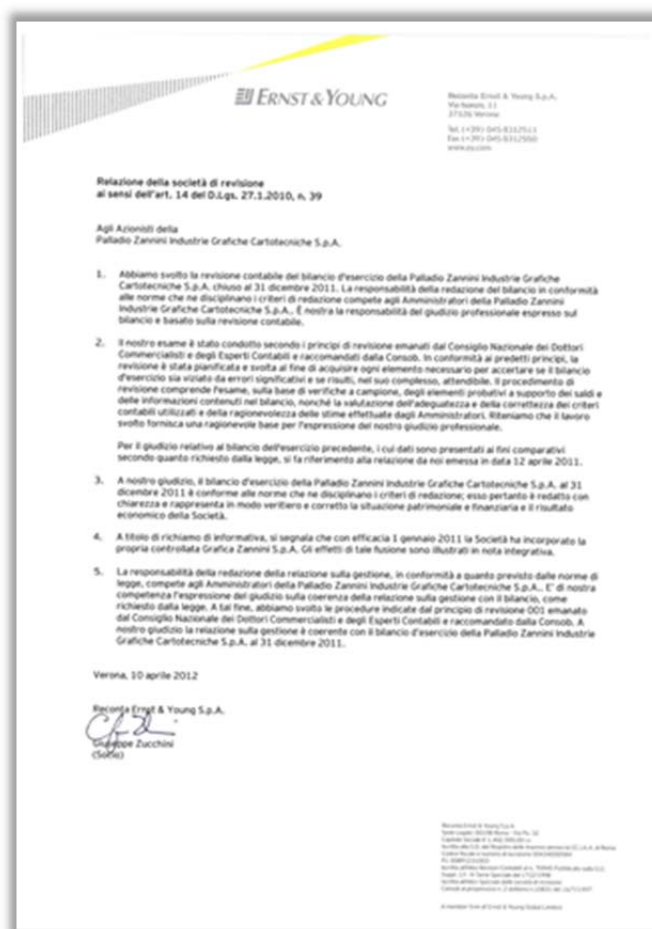 ERNST & YOUNG
Reconta Ernst & Young S.p.A.
Via Isonzo, 11
37126 Verona
Tel. (+39) 045 8312511
Fax (+39) 045 8312550
www.ey.com
Relazione della società di revisione
ai sensi dell'art. 14 del D.Lgs. 27.1.2010, n. 39
Agli Azionisti della
Palladio Zannini Industrie Grafiche Cartotecniche S.p.A.
1. Abbiamo svolto la revisione contabile del bilancio d'esercizio della Palladio Zannini Industrie Grafiche
Cartotecniche S.p.A. chiuso al 31 dicembre 2011. La responsabilità della redazione del bilancio in conformità
alle norme che ne disciplinano i criteri di redazione compete agli Amministratori della Palladio Zannini
Industrie Grafiche Cartotecniche S.p.A.. È nostra la responsabilità del giudizio professionale espresso sul
bilancio e basato sulla revisione contabile.
2. Il nostro esame è stato condotto secondo i principi di revisione emanati dal Consiglio Nazionale dei Dottori
Commercialisti e degli Esperti Contabili e raccomandati dalla Consob. In conformità ai predetti principi, la
revisione è stata pianificata e svolta al fine di acquisire ogni elemento necessario per accertare se il bilancio
d'esercizio sia viziato da errori significativi e se risulti, nel suo complesso, attendibile. Il procedimento di
revisione comprende l'esame, sulla base di verifiche a campione, degli elementi probativi a supporto dei saldi e
delle informazioni contenuti nel bilancio, nonché la valutazione dell'adeguatezza e della correttezza dei criteri
contabili utilizzati e della ragionevolezza delle stime effettuate dagli Amministratori. Riteniamo che il lavoro
svolto fornisca una ragionevole base per l'espressione del nostro giudizio professionale.
Per il giudizio relativo al bilancio dell'esercizio precedente, i cui dati sono presentati ai fini comparativi
secondo quanto richiesto dalla legge, si fa riferimento alla relazione da noi emessa in data 12 aprile 2011.
3. A nostro giudizio, il bilancio d'esercizio della Palladio Zannini Industrie Grafiche Cartotecniche S.p.A. al 31
dicembre 2011 è conforme alle norme che ne disciplinano i criteri di redazione; esso pertanto è redatto con
chiarezza e rappresenta in modo veritiero e corretto la situazione patrimoniale e finanziaria e il risultato
economico della Società.
4. A titolo di richiamo di informativa, si segnala che con efficacia 1 gennaio 2011 la Società ha incorporato la
propria controllata Grafica Zannini S.p.A. Gli effetti di tale fusione sono illustrati in nota integrativa.
5. La responsabilità della redazione della relazione sulla gestione, in conformità a quanto previsto dalle norme di
legge, compete agli Amministratori della Palladio Zannini Industrie Grafiche Cartotecniche S.p.A.. E' di nostra
competenza l'espressione del giudizio sulla coerenza della relazione sulla gestione con il bilancio, come
richiesto dalla legge. A tal fine, abbiamo svolto le procedure indicate dal principio di revisione 001 emanato
dal Consiglio Nazionale dei Dottori Commercialisti e degli Esperti Contabili e raccomandato dalla Consob. A
nostro giudizio la relazione sulla gestione è coerente con il bilancio d'esercizio della Palladio Zannini Industrie
Grafiche Cartotecniche S.p.A. al 31 dicembre 2011.
Verona, 10 aprile 2012
Reconta Ernst & Young S.p.A.
Giuseppe Zucchini
(Socio)
Reconta Ernst & Young S.p.A.
A member firm of Ernst & Young Global Limited